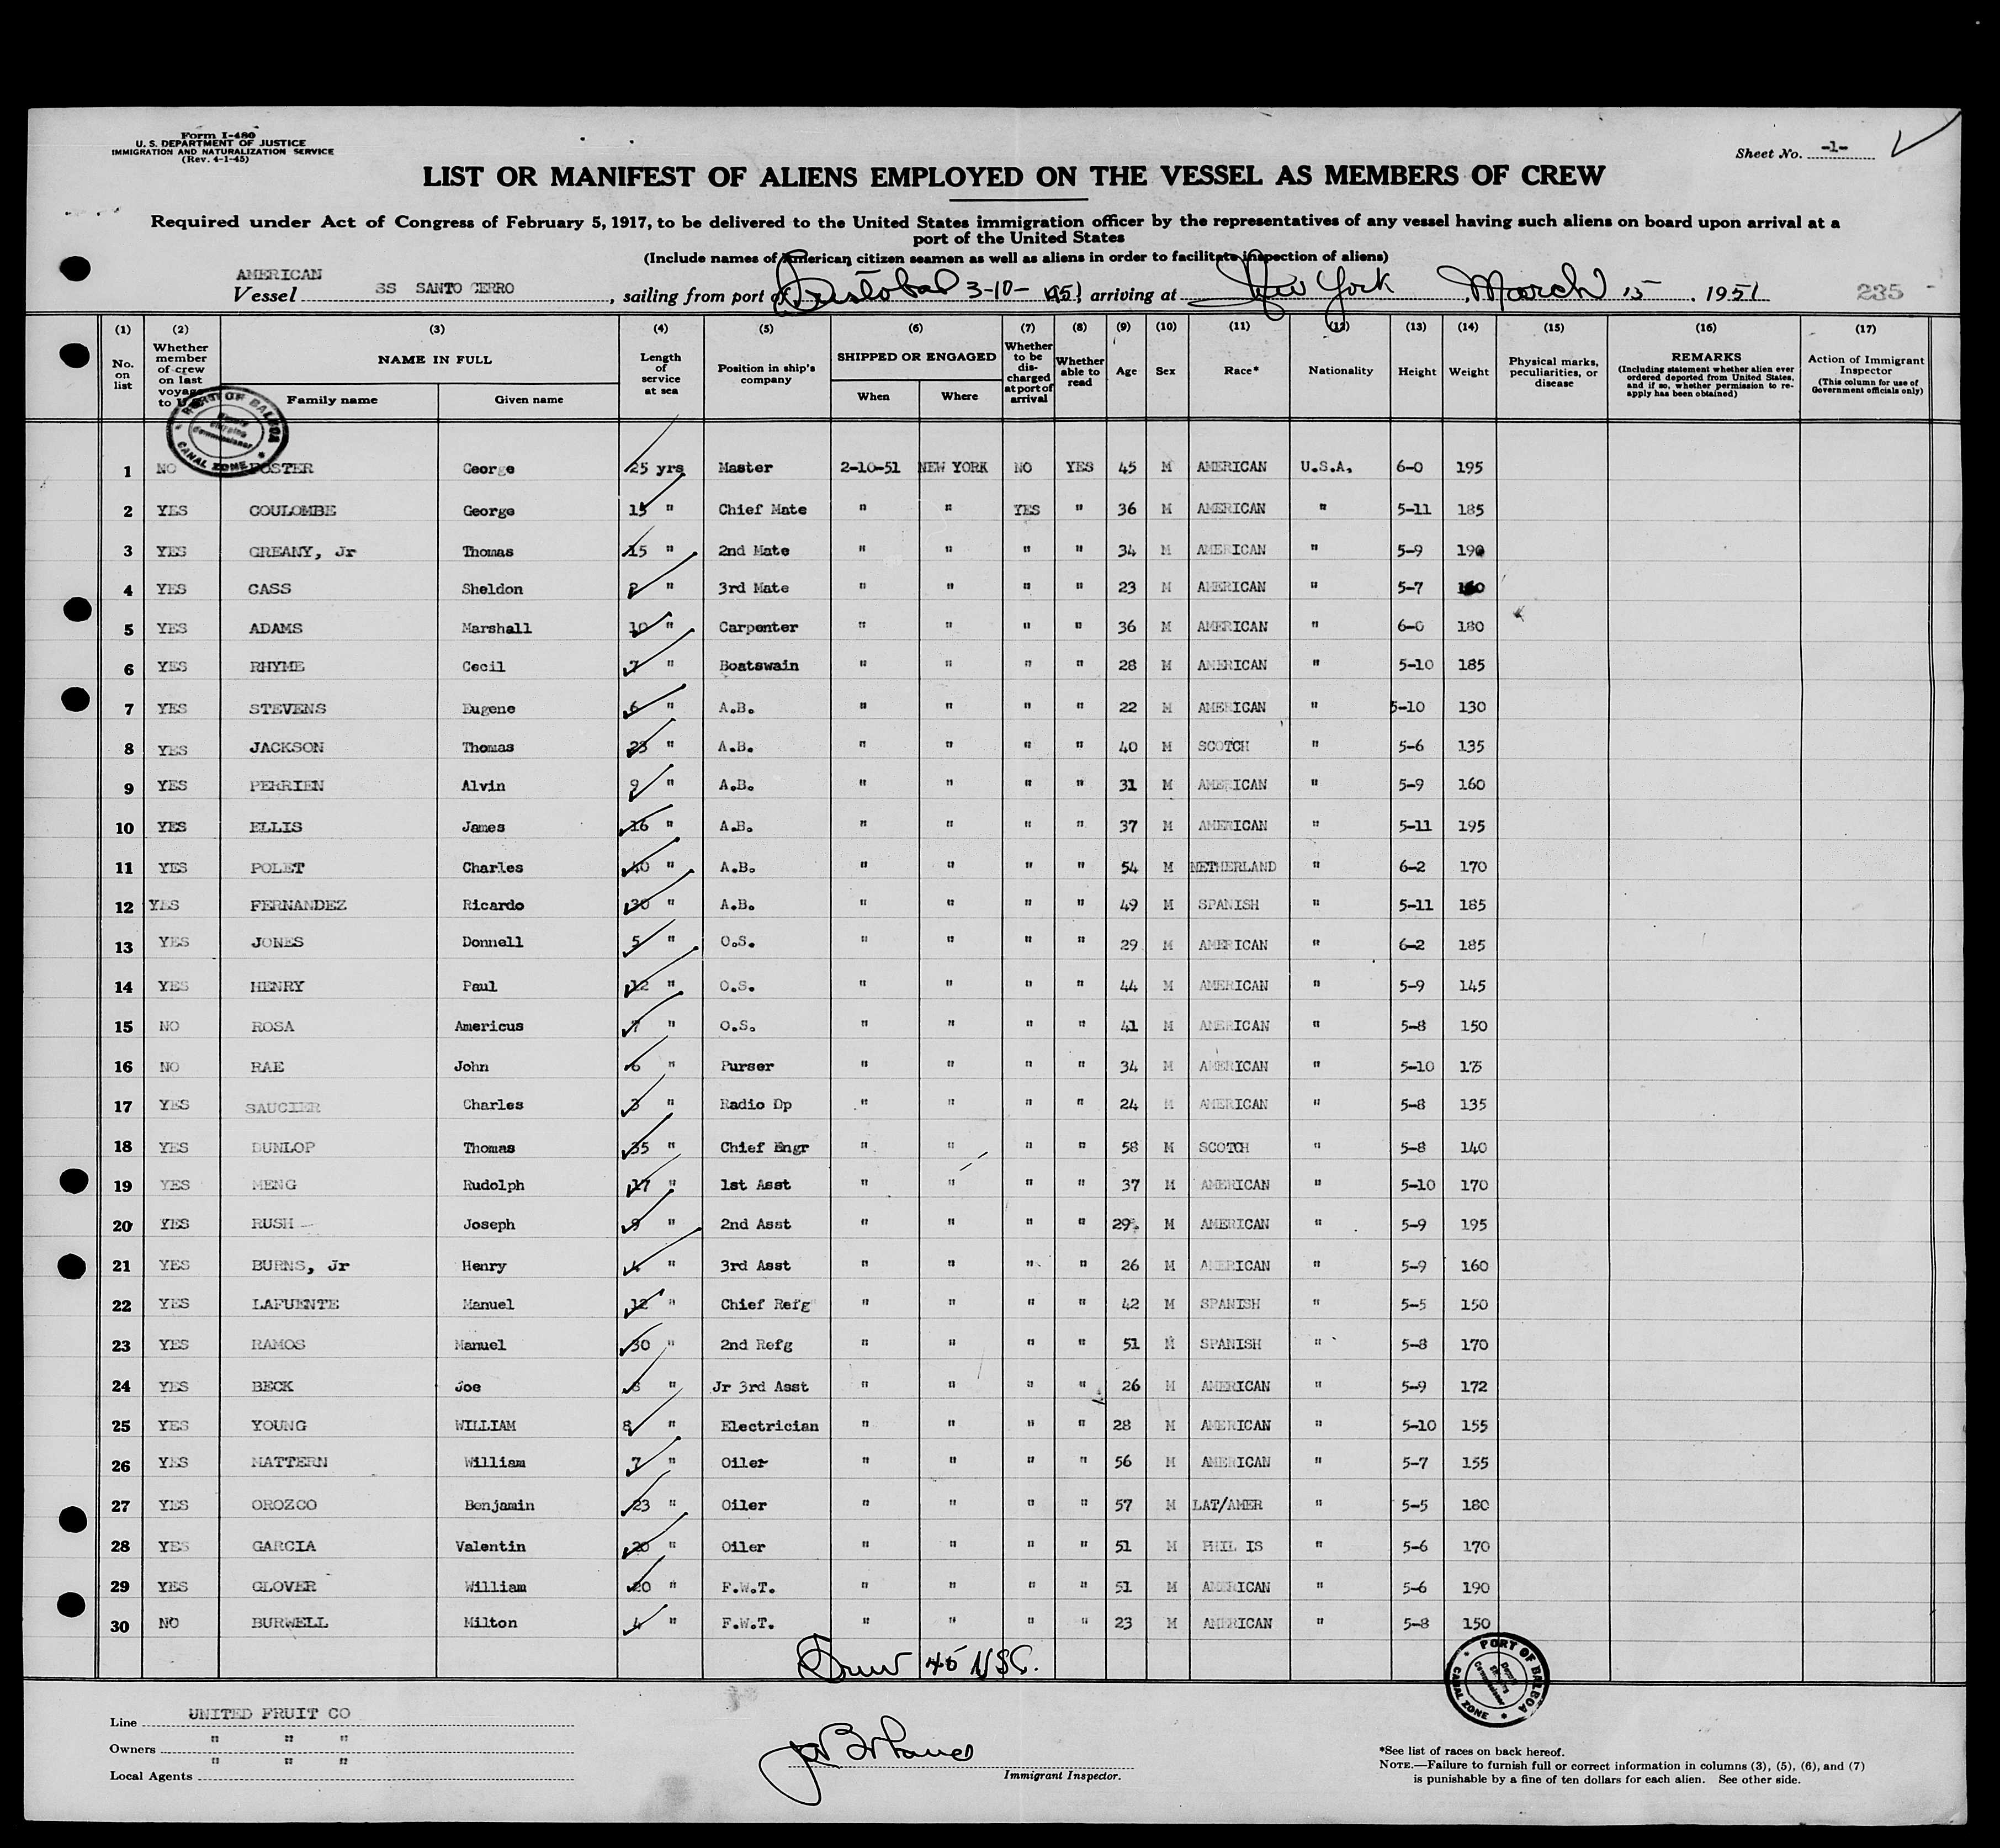 Form I-480
U. S. DEPARTMENT OF JUSTICE
IMMIGRATION AND NATURALIZATION SERVICE
(Rev. 4-1-45)
Sheet No. -1-
LIST OR MANIFEST OF ALIENS EMPLOYED ON THE VESSEL AS MEMBERS OF CREW
Required under Act of Congress of February 5, 1917, to be delivered to the United States immigration officer by the representatives of any vessel having such aliens on board upon arrival at a
port of the United States
(Include names of American citizen seamen as well as aliens in order to facilitate inspection of aliens)
AMERICAN
Vessel SS SANTO CERRO, sailing from port of Cristobal 3-10-1951, arriving at New York, March 15, 1951 235
(1) (2) (3) (4) (5) (6) (7) (8) (9) (10) (11) (12) (13) (14) (15) (16) (17)
No. on list Whether member of crew on last voyage to NAME IN FULL Family name Given name Length of service at sea Position in ship's company SHIPPED OR ENGAGED When Where Whether to be discharged at port of arrival Whether able to read Age Sex Race* Nationality Height Weight Physical marks, peculiarities, or disease REMARKS (Including statement whether alien ever ordered deported from United States, and if so, whether permission to reapply has been obtained) Action of Immigrant Inspector (This column for use of Government officials only)
PORT OF BALBOA CANAL ZONE Deputy Shipping Commissioner
1 NO FOSTER George 25 yrs Master 2-10-51 NEW YORK NO YES 45 M AMERICAN U.S.A. 6-0 195
2 YES COULOMBE George 15 " Chief Mate " " YES " 36 M AMERICAN " 5-11 185
3 YES GREANY, Jr Thomas 15 " 2nd Mate " " " " 34 M AMERICAN " 5-9 190
4 YES CASS Sheldon " 3rd Mate " " " " 23 M AMERICAN " 5-7
5 YES ADAMS Marshall 10 " Carpenter " " " " 36 M AMERICAN " 6-0 180
6 YES RHYME Cecil 7 " Boatswain " " " " 28 M AMERICAN " 5-10 185
7 YES STEVENS Eugene 6 " A.B. " " " " 22 M AMERICAN " 5-10 130
8 YES JACKSON Thomas 23 " A.B. " " " " 40 M SCOTCH " 5-6 135
9 YES PERRIEN Alvin 9 " A.B. " " " " 31 M AMERICAN " 5-9 160
10 YES ELLIS James 16 " A.B. " " " " 37 M AMERICAN " 5-11 195
11 YES POLET Charles 40 " A.B. " " " " 54 M NETHERLAND " 6-2 170
12 YES FERNANDEZ Ricardo 30 " A.B. " " " " 49 M SPANISH " 5-11 185
13 YES JONES Donnell 5 " O.S. " " " " 29 M AMERICAN " 6-2 185
14 YES HENRY Paul 12 " O.S. " " " " 44 M AMERICAN " 5-9 145
15 NO ROSA Americus 7 " O.S. " " " " 41 M AMERICAN " 5-8 150
16 NO RAE John 6 " Purser " " " " 34 M AMERICAN " 5-10 175
17 YES SAUCIER Charles 3 " Radio Op " " " " 24 M AMERICAN " 5-8 135
18 YES DUNLOP Thomas 35 " Chief Engr " " " " 58 M SCOTCH " 5-8 140
19 YES MENG Rudolph 17 " 1st Asst " " " " 37 M AMERICAN " 5-10 170
20 YES RUSH Joseph 9 " 2nd Asst " " " " 29 M AMERICAN " 5-9 195
21 YES BURNS, Jr Henry 4 " 3rd Asst " " " " 26 M AMERICAN " 5-9 160
22 YES LAFUENTE Manuel 12 " Chief Refg " " " " 42 M SPANISH " 5-5 150
23 YES RAMOS Manuel 30 " 2nd Refg " " " " 51 M SPANISH " 5-8 170
24 YES BECK Joe " Jr 3rd Asst " " " " 26 M AMERICAN " 5-9 172
25 YES YOUNG WILLIAM 8 " Electrician " " " " 28 M AMERICAN " 5-10 155
26 YES MATTERN William 7 " Oiler " " " " 56 M AMERICAN " 5-7 155
27 YES OROZCO Benjamin 23 " Oiler " " " " 57 M LAT/AMER " 5-5 180
28 YES GARCIA Valentin 20 " Oiler " " " " 51 M PHIL IS " 5-6 170
29 YES GLOVER William 20 " F.W.T. " " " " 51 M AMERICAN " 5-6 190
30 NO BURWELL Milton 4 " F.W.T. " " " " 23 M AMERICAN " 5-8 150
Crew 45 USC.
PORT OF BALBOA CANAL ZONE Deputy Shipping Commissioner
Line UNITED FRUIT CO
Owners " " "
Local Agents " " "
Immigrant Inspector.
*See list of races on back hereof.
NOTE.—Failure to furnish full or correct information in columns (3), (5), (6), and (7)
is punishable by a fine of ten dollars for each alien. See other side.